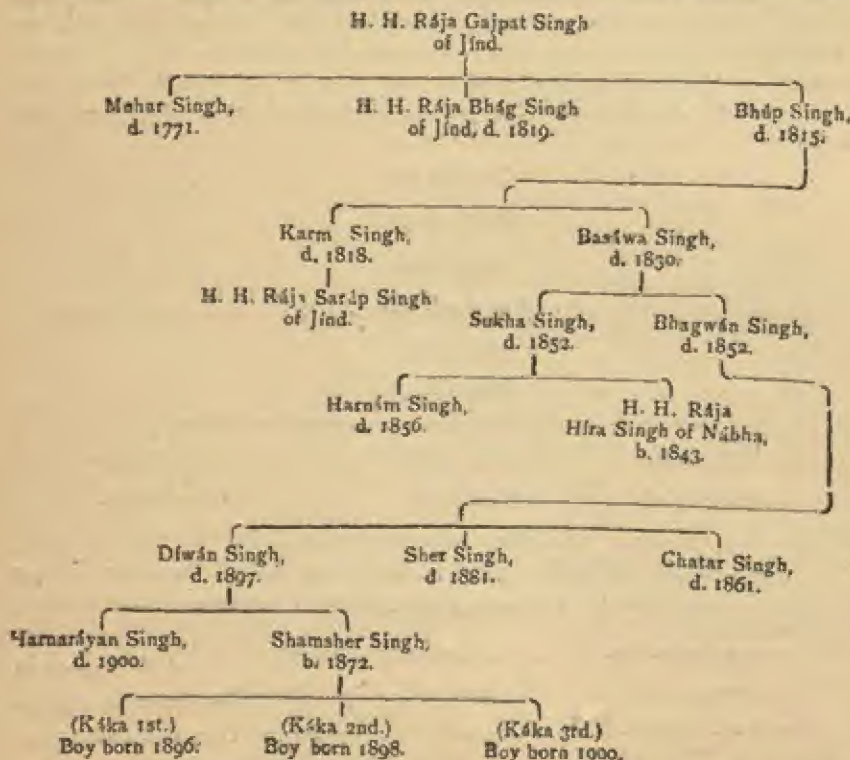 H. H. Rája Gajpat Singh
of Jínd.
Mehar Singh,
d. 1771.
H. H. Rája Bhág Singh
of Jínd, d. 1819.
Bhúp Singh,
d. 1815.
Karm Singh,
d. 1818.
Basáwa Singh,
d. 1830.
H. H. Rája Sarúp Singh
of Jínd.
Sukha Singh,
d. 1852.
Bhagwán Singh,
d. 1852.
Harnám Singh,
d. 1856.
H. H. Rája
Híra Singh of Nábha,
b. 1843.
Díwán Singh,
d. 1897.
Sher Singh,
d 1881.
Chatar Singh,
d. 1861.
Harnaráyan Singh,
d. 1900.
Shamsher Singh,
b. 1872.
(Káka 1st.)
Boy born 1896.
(Káka 2nd.)
Boy born 1898.
(Káka 3rd.)
Boy born 1900.